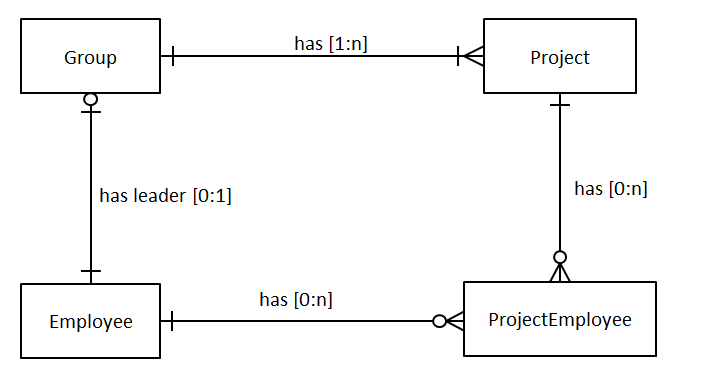 has [1:n]
Group
Project
has [0:n]
has leader [0:1]
has [0:n]
Employee
ProjectEmployee